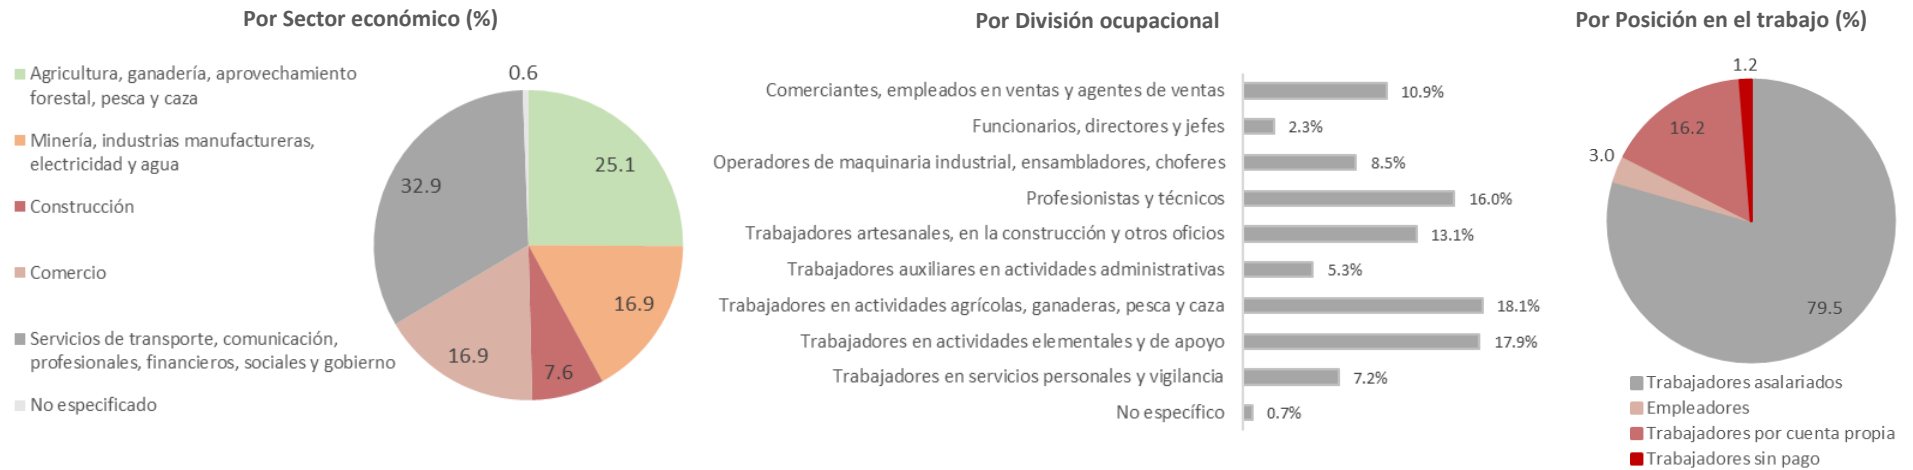 Por Sector económico (%)
Agricultura, ganadería, aprovechamiento
forestal, pesca y caza
Minería, industrias manufactureras,
electricidad y agua
Construcción
Comercio
Servicios de transporte, comunicación,
profesionales, financieros, sociales y gobierno
No especificado
0.6
25.1
32.9
16.9
16.9
7.6
Por División ocupacional
Comerciantes, empleados en ventas y agentes de ventas 10.9%
Funcionarios, directores y jefes 2.3%
Operadores de maquinaria industrial, ensambladores, choferes 8.5%
Profesionistas y técnicos 16.0%
Trabajadores artesanales, en la construcción y otros oficios 13.1%
Trabajadores auxiliares en actividades administrativas 5.3%
Trabajadores en actividades agrícolas, ganaderas, pesca y caza 18.1%
Trabajadores en actividades elementales y de apoyo 17.9%
Trabajadores en servicios personales y vigilancia 7.2%
No específico 0.7%
Por Posición en el trabajo (%)
1.2
16.2
3.0
79.5
Trabajadores asalariados
Empleadores
Trabajadores por cuenta propia
Trabajadores sin pago